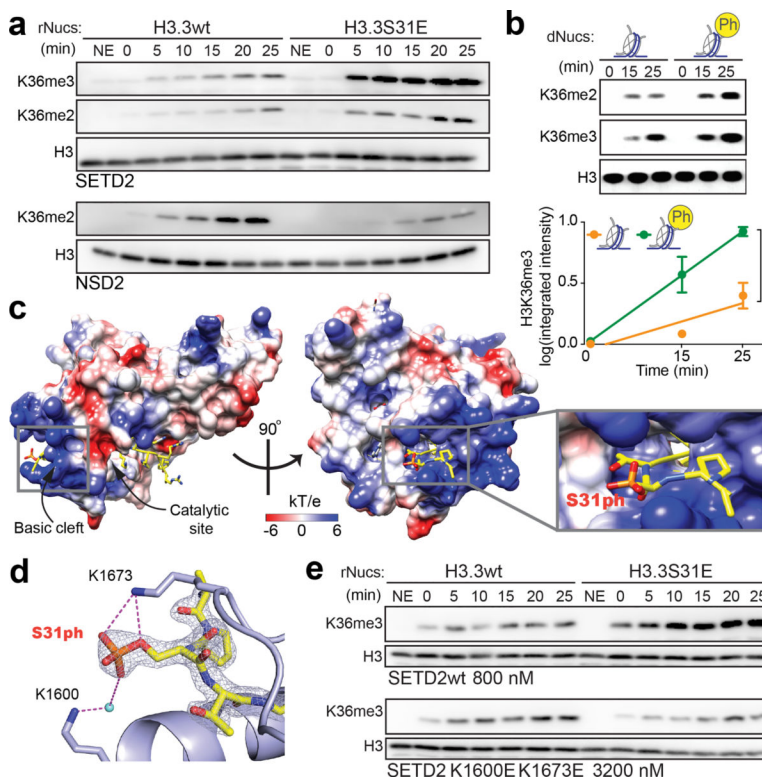 a
rNucs: H3.3wt H3.3S31E
(min) NE 0 5 10 15 20 25 NE 0 5 10 15 20 25
K36me3
K36me2
H3
SETD2
K36me2
H3
NSD2
b
Ph
dNucs:
(min) 0 15 25 0 15 25
K36me2
K36me3
H3
Ph
1.0
0.5
0.0
H3K36me3
log(integrated intensity)
0 15 25
Time (min)
c
90°
Basic cleft
Catalytic
site
kT/e
-6 0 6
S31ph
d
K1673
S31ph
K1600
e
rNucs: H3.3wt H3.3S31E
(min) NE 0 5 10 15 20 25 NE 0 5 10 15 20 25
K36me3
H3
SETD2wt 800 nM
K36me3
H3
SETD2 K1600E K1673E 3200 nM